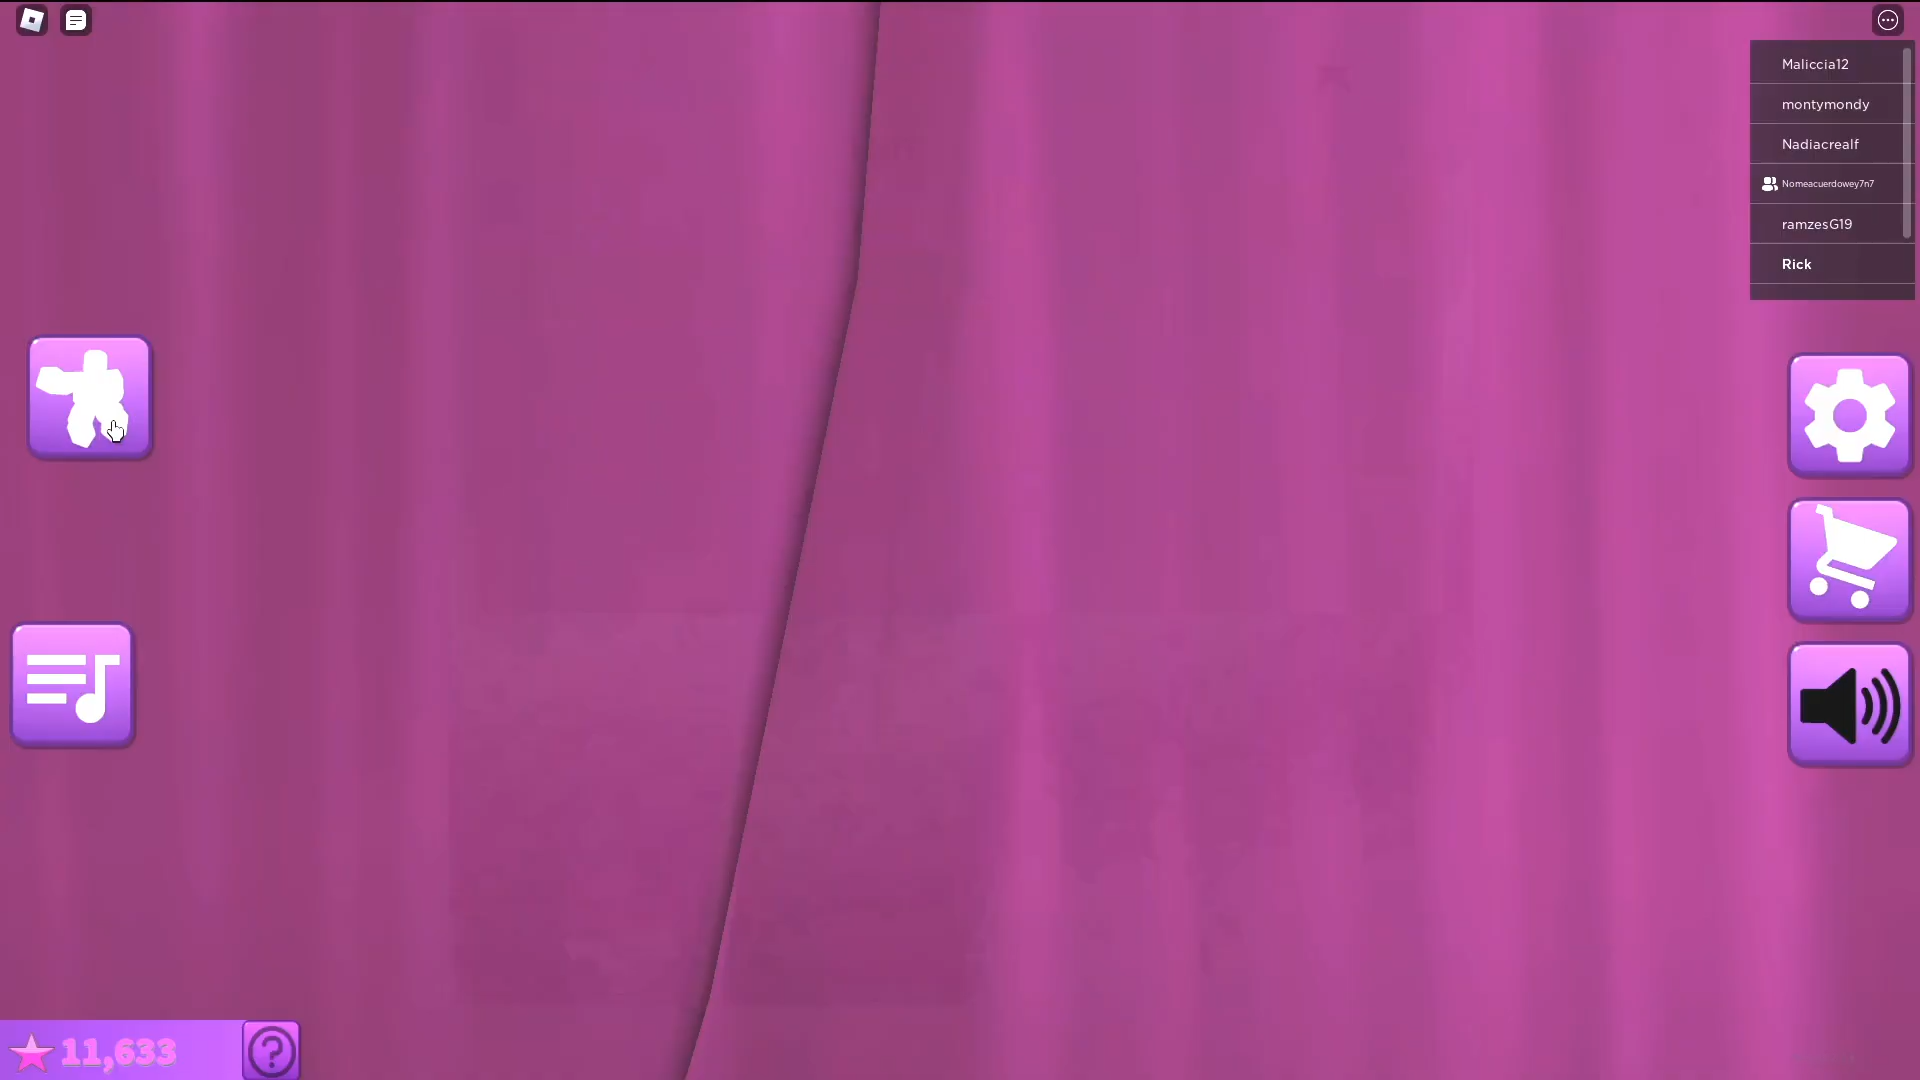 Maliccia12
montymondy
Nadiacrealf
Nomeacuerdowey7n7
ramzesG19
Rick
11,633
?